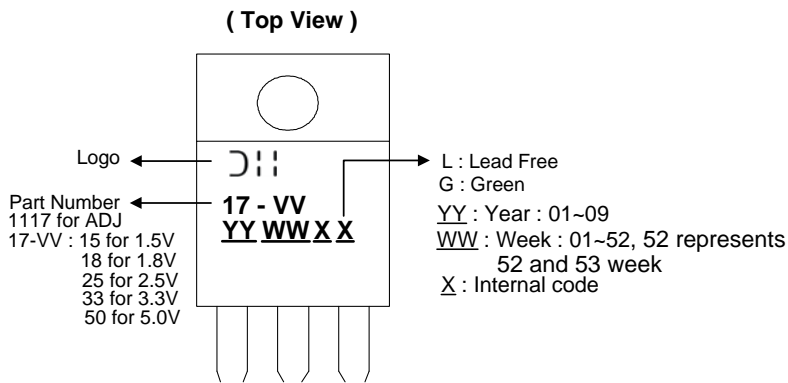 ( Top View )
Logo
Part Number
1117 for ADJ
17-VV : 15 for 1.5V
18 for 1.8V
25 for 2.5V
33 for 3.3V
50 for 5.0V
17 - VV
YY WW X X
L : Lead Free
G : Green
YY : Year : 01~09
WW : Week : 01~52, 52 represents
52 and 53 week
X : Internal code